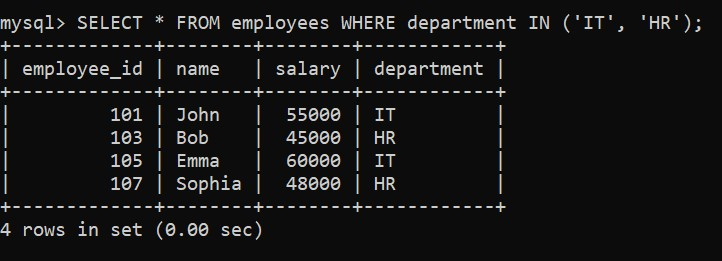 mysql> SELECT * FROM employees WHERE department IN ('IT', 'HR');
+-------------+--------+--------+------------+
| employee_id | name   | salary | department |
+-------------+--------+--------+------------+
|         101 | John   |  55000 | IT         |
|         103 | Bob    |  45000 | HR         |
|         105 | Emma   |  60000 | IT         |
|         107 | Sophia |  48000 | HR         |
+-------------+--------+--------+------------+
4 rows in set (0.00 sec)